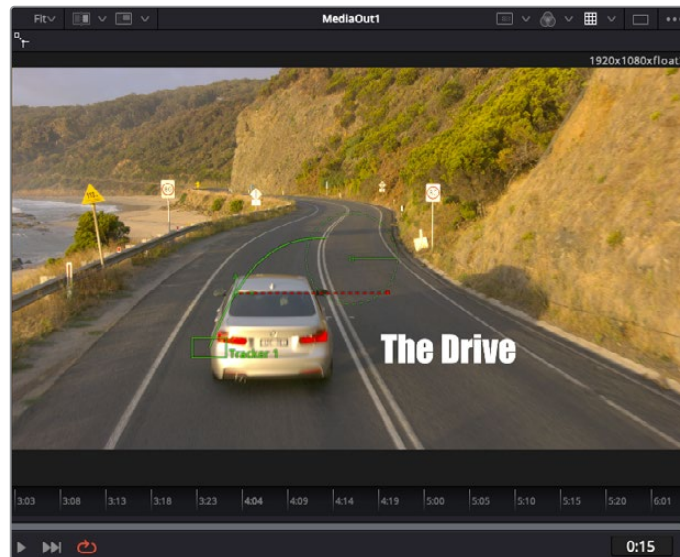 Fit
MediaOut1
1920x1080xfloat
Tracker 1
The Drive
3:03 3:08 3:13 3:18 3:23 4:04 4:09 4:14 4:19 5:00 5:05 5:10 5:15 5:20 6:01
0:15